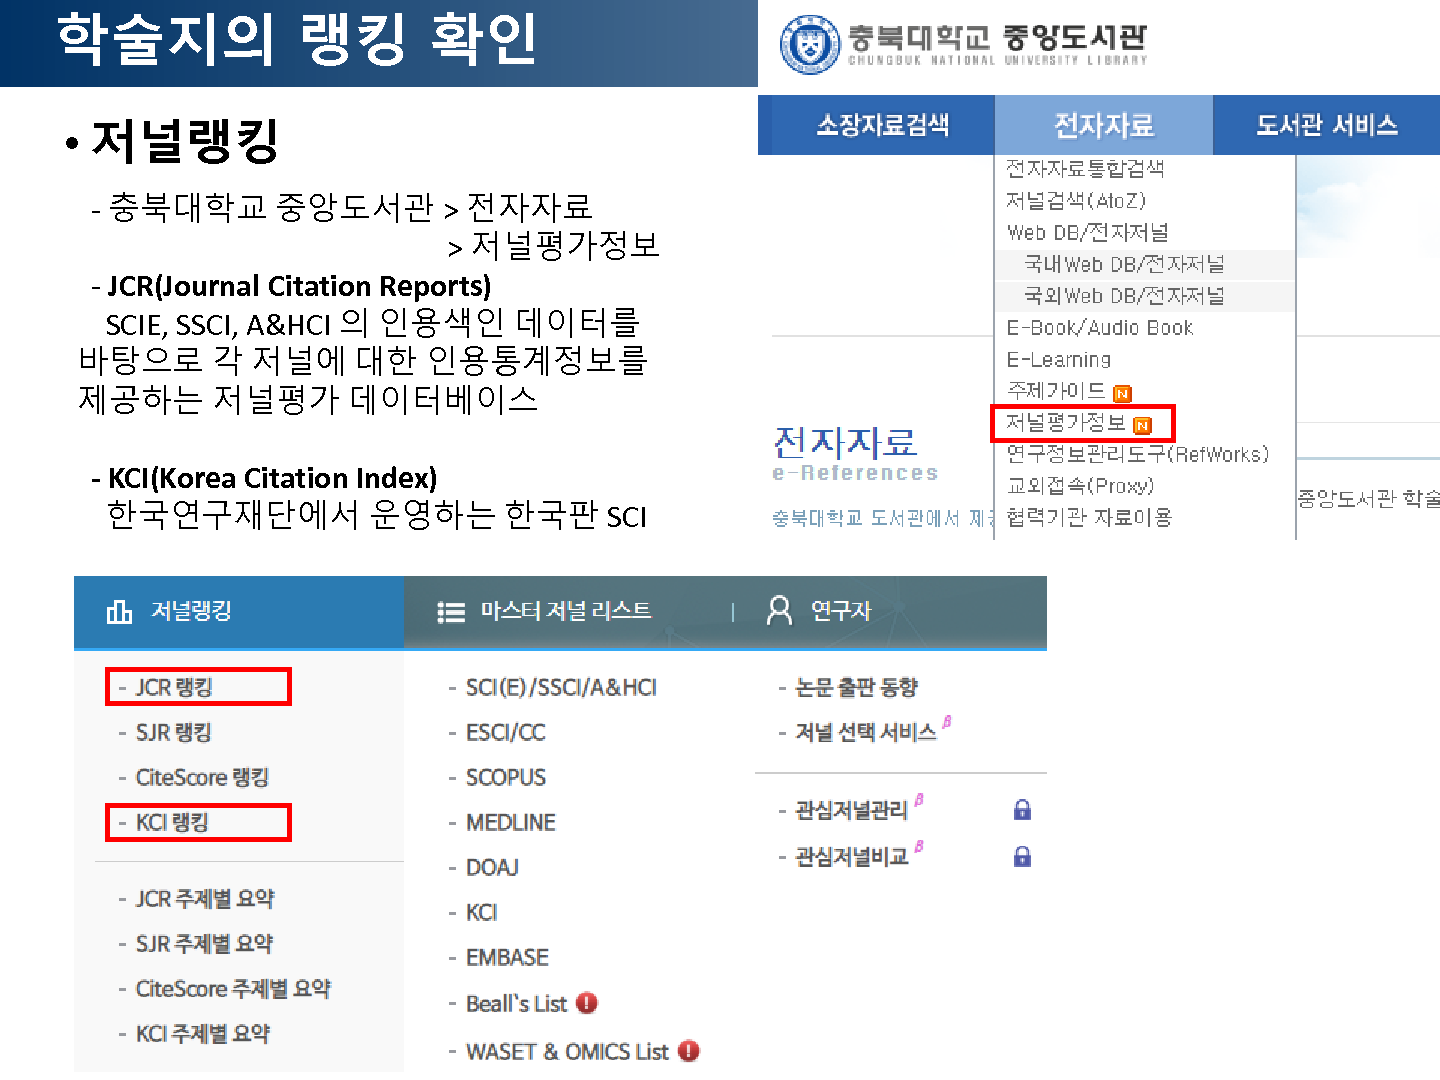 학술지의 랭킹 확인
• 저널랭킹
- 충북대학교 중앙도서관 > 전자자료
> 저널평가정보
- JCR(Journal Citation Reports)
SCIE, SSCI, A&HCI 의 인용색인 데이터를
바탕으로 각 저널에 대한 인용통계정보를
제공하는 저널평가 데이터베이스
- KCI(Korea Citation Index)
한국연구재단에서 운영하는 한국판 SCI
충북대학교 중앙도서관
CHUNGBUK NATIONAL UNIVERSITY LIBRARY
소장자료검색 전자자료 도서관 서비스
전자자료통합검색
저널검색(AtoZ)
Web DB/전자저널
국내Web DB/전자저널
국외Web DB/전자저널
E-Book/Audio Book
E-Learning
주제가이드 N
저널평가정보 N
연구정보관리도구(RefWorks)
교외접속(Proxy)
협력기관 자료이용
전자자료
e-References
충북대학교 도서관에서
중앙도서관 학술
저널랭킹
- JCR 랭킹
- SJR 랭킹
- CiteScore 랭킹
- KCI 랭킹
- JCR 주제별 요약
- SJR 주제별 요약
- CiteScore 주제별 요약
- KCI 주제별 요약
마스터 저널 리스트
- SCI(E)/SSCI/A&HCI
- ESCI/CC
- SCOPUS
- MEDLINE
- DOAJ
- KCI
- EMBASE
- Beall`s List !
- WASET & OMICS List !
| 연구자
- 논문 출판 동향
- 저널 선택 서비스 β
- 관심저널관리 β
- 관심저널비교 β